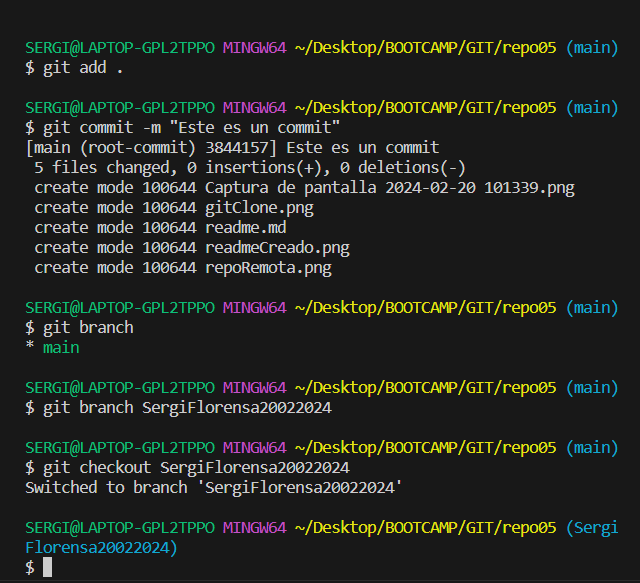 SERGI@LAPTOP-GPL2TPPO MINGW64 ~/Desktop/BOOTCAMP/GIT/repo05 (main)
$ git add .
SERGI@LAPTOP-GPL2TPPO MINGW64 ~/Desktop/BOOTCAMP/GIT/repo05 (main)
$ git commit -m "Este es un commit"
[main (root-commit) 3844157] Este es un commit
 5 files changed, 0 insertions(+), 0 deletions(-)
 create mode 100644 Captura de pantalla 2024-02-20 101339.png
 create mode 100644 gitClone.png
 create mode 100644 readme.md
 create mode 100644 readmeCreado.png
 create mode 100644 repoRemota.png
SERGI@LAPTOP-GPL2TPPO MINGW64 ~/Desktop/BOOTCAMP/GIT/repo05 (main)
$ git branch
* main
SERGI@LAPTOP-GPL2TPPO MINGW64 ~/Desktop/BOOTCAMP/GIT/repo05 (main)
$ git branch SergiFlorensa20022024
SERGI@LAPTOP-GPL2TPPO MINGW64 ~/Desktop/BOOTCAMP/GIT/repo05 (main)
$ git checkout SergiFlorensa20022024
Switched to branch 'SergiFlorensa20022024'
SERGI@LAPTOP-GPL2TPPO MINGW64 ~/Desktop/BOOTCAMP/GIT/repo05 (Sergi
Florensa20022024)
$